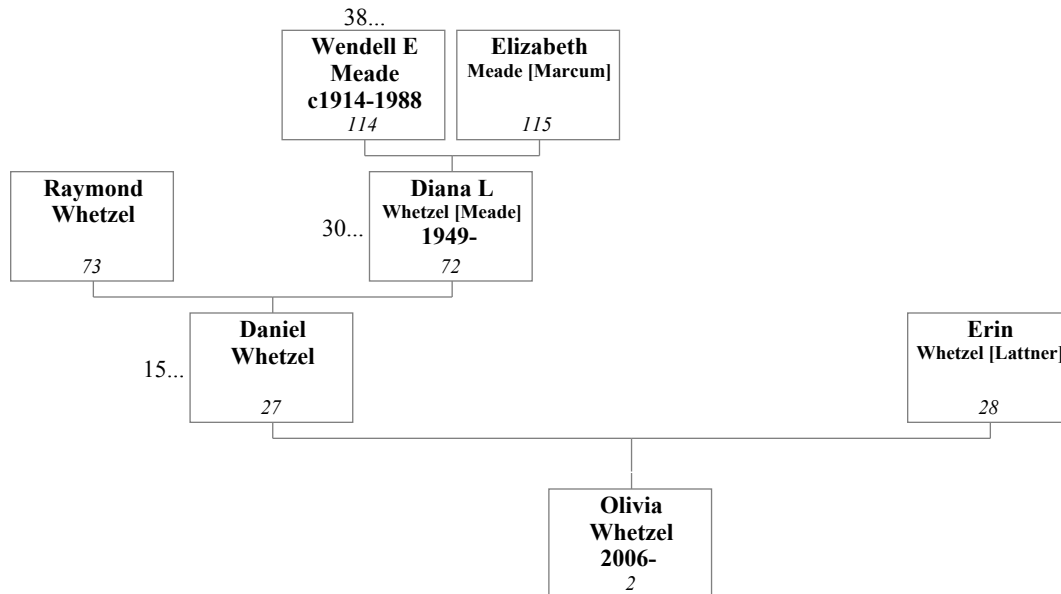 38...
Wendell E
Meade
c1914-1988
114
Elizabeth
Meade [Marcum]
115
Raymond
Whetzel
73
30...
Diana L
Whetzel [Meade]
1949-
72
15...
Daniel
Whetzel
27
Erin
Whetzel [Lattner]
28
Olivia
Whetzel
2006-
2